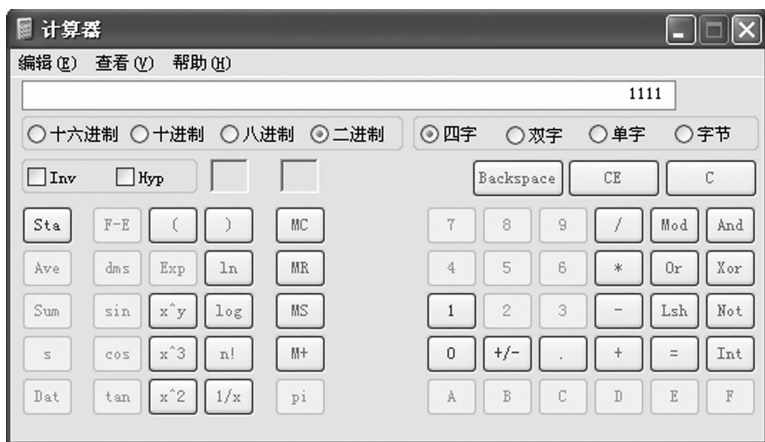 计算器
编辑(E) 查看(V) 帮助(H)
1111
十六进制 十进制 八进制 二进制 四字 双字 单字 字节
Inv Hyp Backspace CE C
Sta F-E ( ) MC 7 8 9 / Mod And
Ave dms Exp ln MR 4 5 6 * Or Xor
Sum sin x^y log MS 1 2 3 - Lsh Not
s cos x^3 n! M+ 0 +/- . + = Int
Dat tan x^2 1/x pi A B C D E F